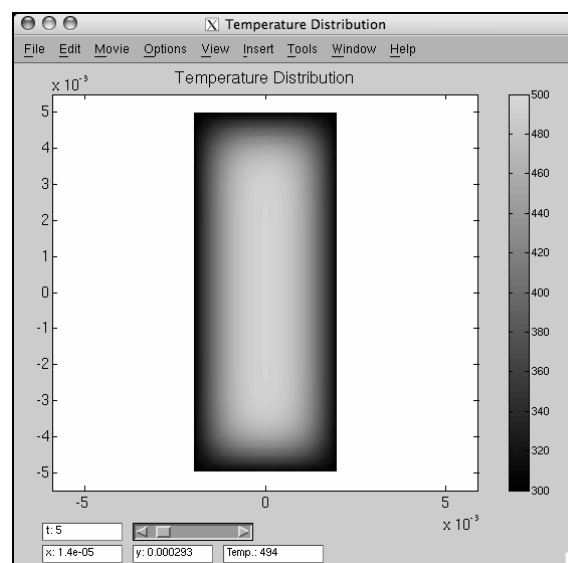 X Temperature Distribution
File Edit Movie Options View Insert Tools Window Help
Temperature Distribution
x 10⁻³
5
4
3
2
1
0
-1
-2
-3
-4
-5
-5 0 5
x 10⁻³
500
480
460
440
420
400
380
360
340
320
300
t: 5
x: 1.4e-05 y: 0.000293 Temp.: 494